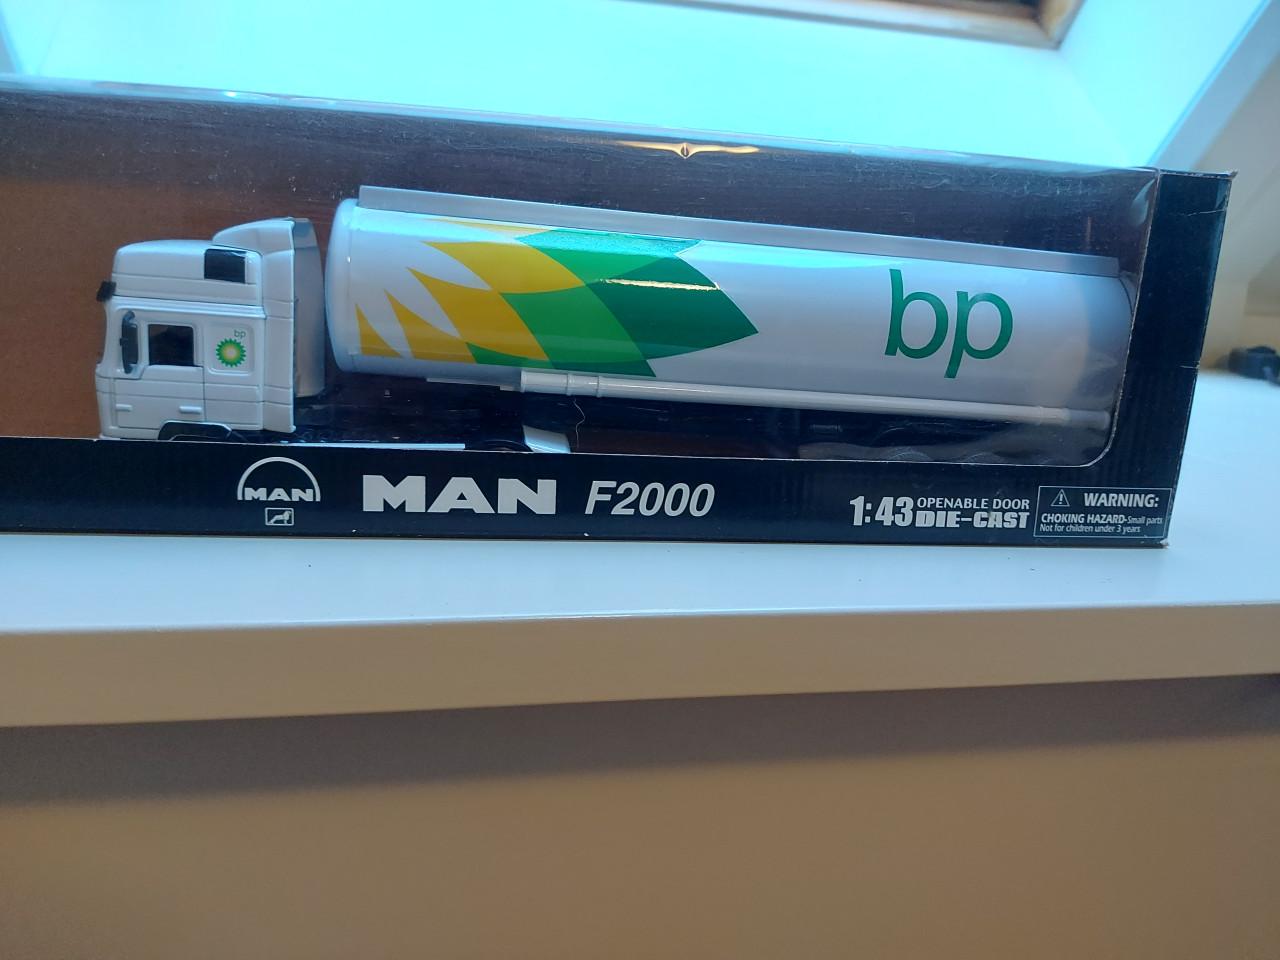 bp
bp
MAN
MAN F2000
1:43 OPENABLE DOOR
DIE-CAST
WARNING:
CHOKING HAZARD-Small parts
Not for children under 3 years